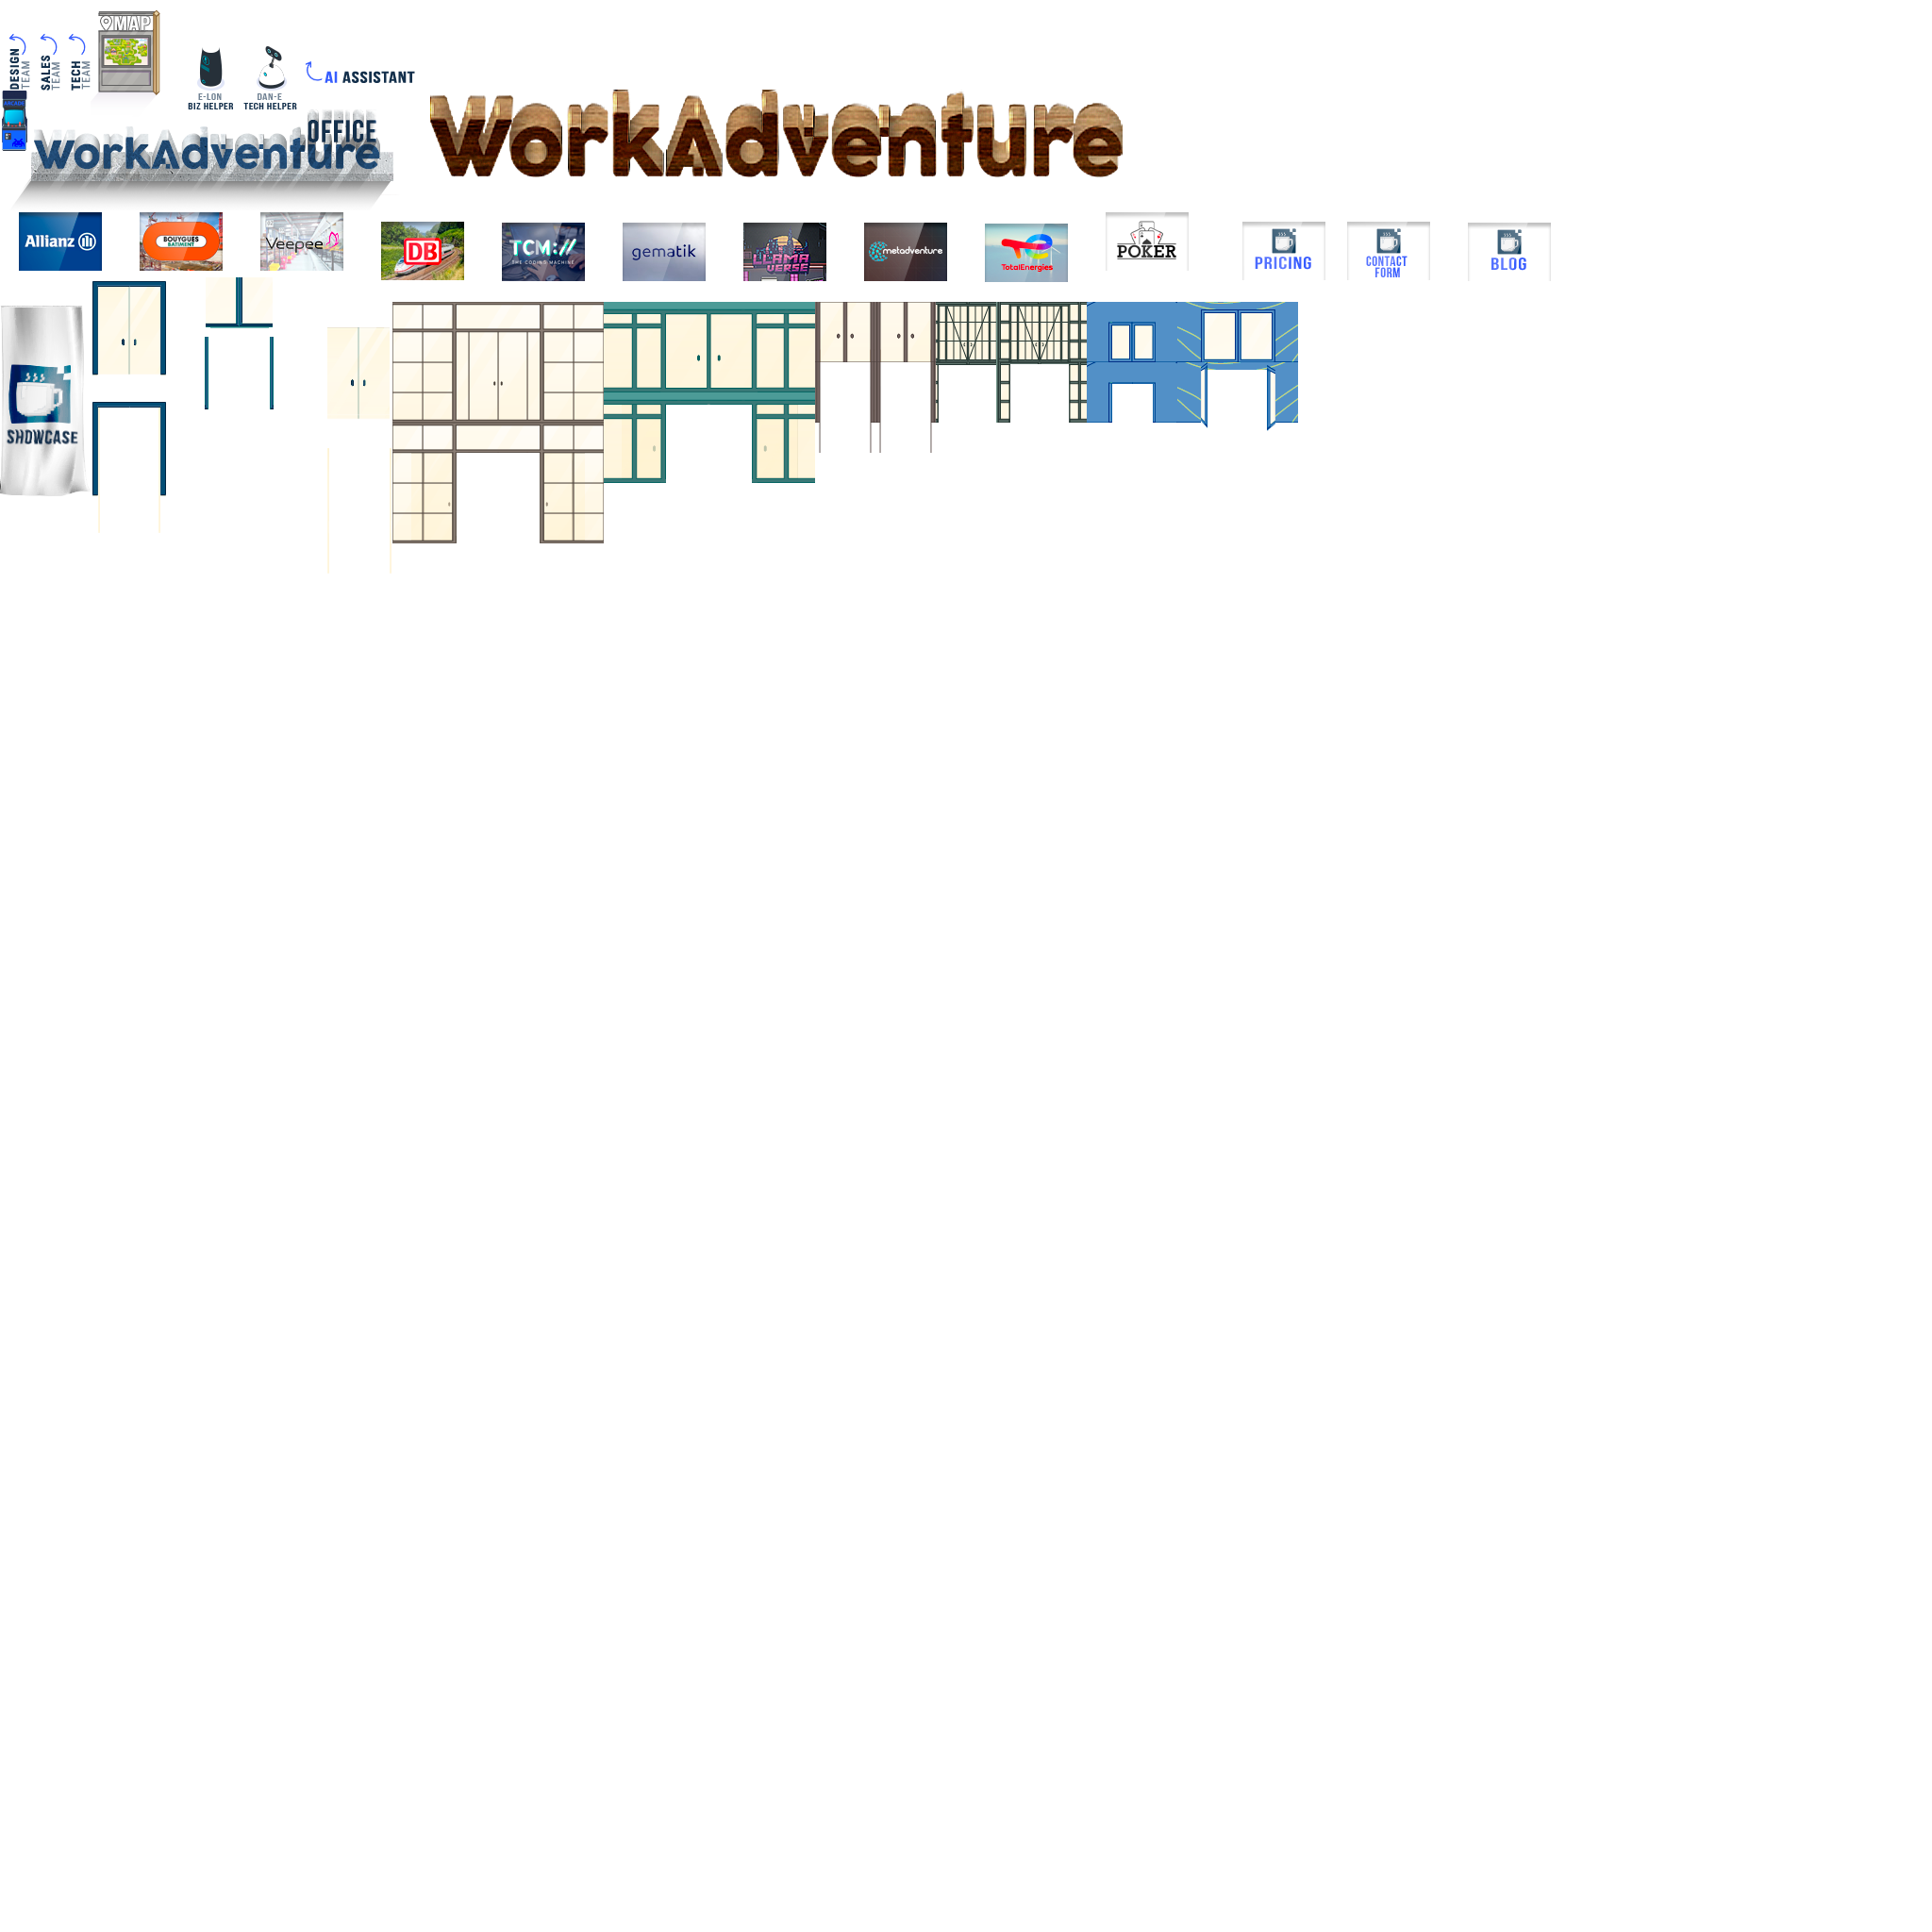 MAP
DESIGN
TEAM
SALES
TEAM
TECH
TEAM
E-LON
BIZ HELPER
DAN-E
TECH HELPER
AI ASSISTANT
OFFICE
WorkAdventure
WorkAdventure
Allianz
BOUYGUES
BATIMENT
Veepee
DB
TCM://
THE CODING MACHINE
gematik
LLAMA
VERSE
metadventure
TotalEnergies
POKER
PRICING
CONTACT
FORM
BLOG
SHOWCASE